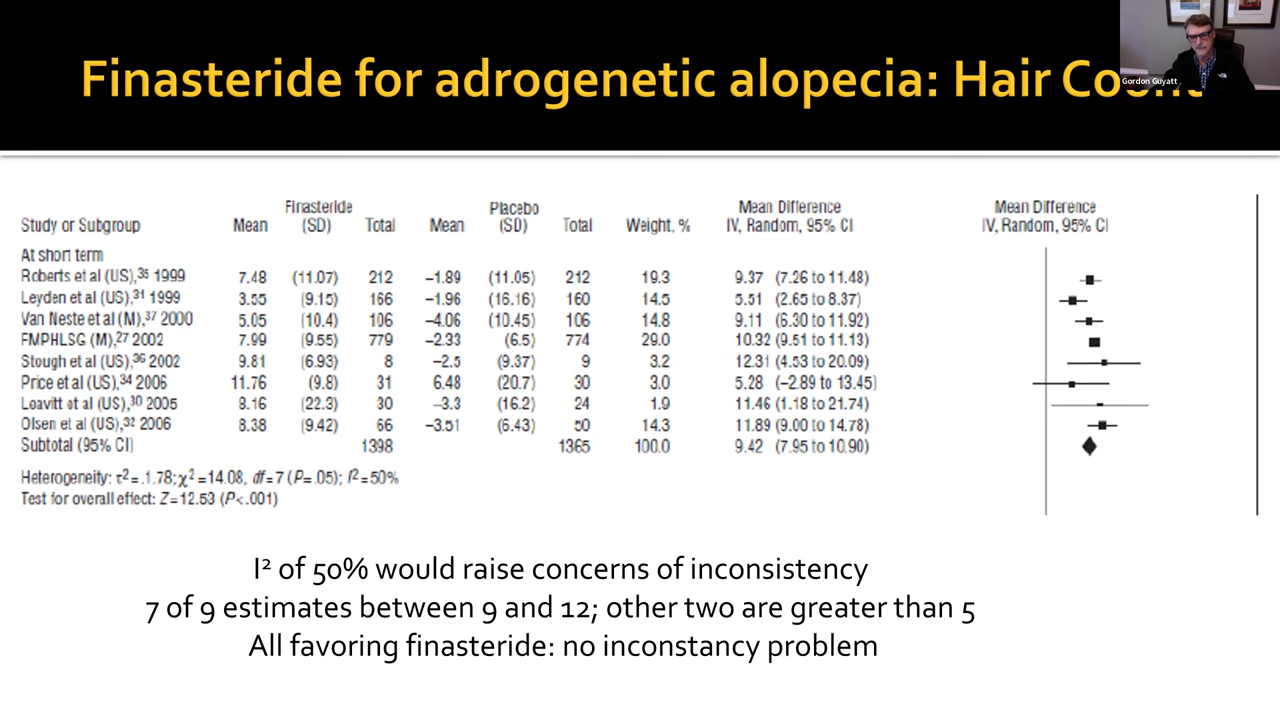 Finasteride for adrogenetic alopecia: Hair Count
Gordon Guyatt
Finasteride Placebo Mean Difference Mean Difference
Study or Subgroup Mean (SD) Total Mean (SD) Total Weight, % IV, Random, 95% CI IV, Random, 95% CI
At short term
Roberts et al (US),35 1999 7.48 (11.07) 212 −1.89 (11.05) 212 19.3 9.37 (7.26 to 11.48)
Leyden et al (US),31 1999 3.55 (9.15) 166 −1.96 (16.16) 160 14.5 5.51 (2.65 to 8.37)
Van Neste et al (M),37 2000 5.05 (10.4) 106 −4.06 (10.45) 106 14.8 9.11 (6.30 to 11.92)
FMPHLSG (M),27 2002 7.99 (9.55) 779 −2.33 (6.5) 774 29.0 10.32 (9.51 to 11.13)
Stough et al (US),36 2002 9.81 (6.93) 8 −2.5 (9.37) 9 3.2 12.31 (4.53 to 20.09)
Price et al (US),34 2006 11.76 (9.8) 31 6.48 (20.7) 30 3.0 5.28 (−2.89 to 13.45)
Leavitt et al (US),30 2005 8.16 (22.3) 30 −3.3 (16.2) 24 1.9 11.46 (1.18 to 21.74)
Olsen et al (US),32 2006 8.38 (9.42) 66 −3.51 (6.43) 50 14.3 11.89 (9.00 to 14.78)
Subtotal (95% CI) 1398 1365 100.0 9.42 (7.95 to 10.90)
Heterogeneity: τ2=.1.78; χ2=14.08, df=7 (P=.05); I2=50%
Test for overall effect: Z=12.53 (P<.001)
I² of 50% would raise concerns of inconsistency
7 of 9 estimates between 9 and 12; other two are greater than 5
All favoring finasteride: no inconstancy problem